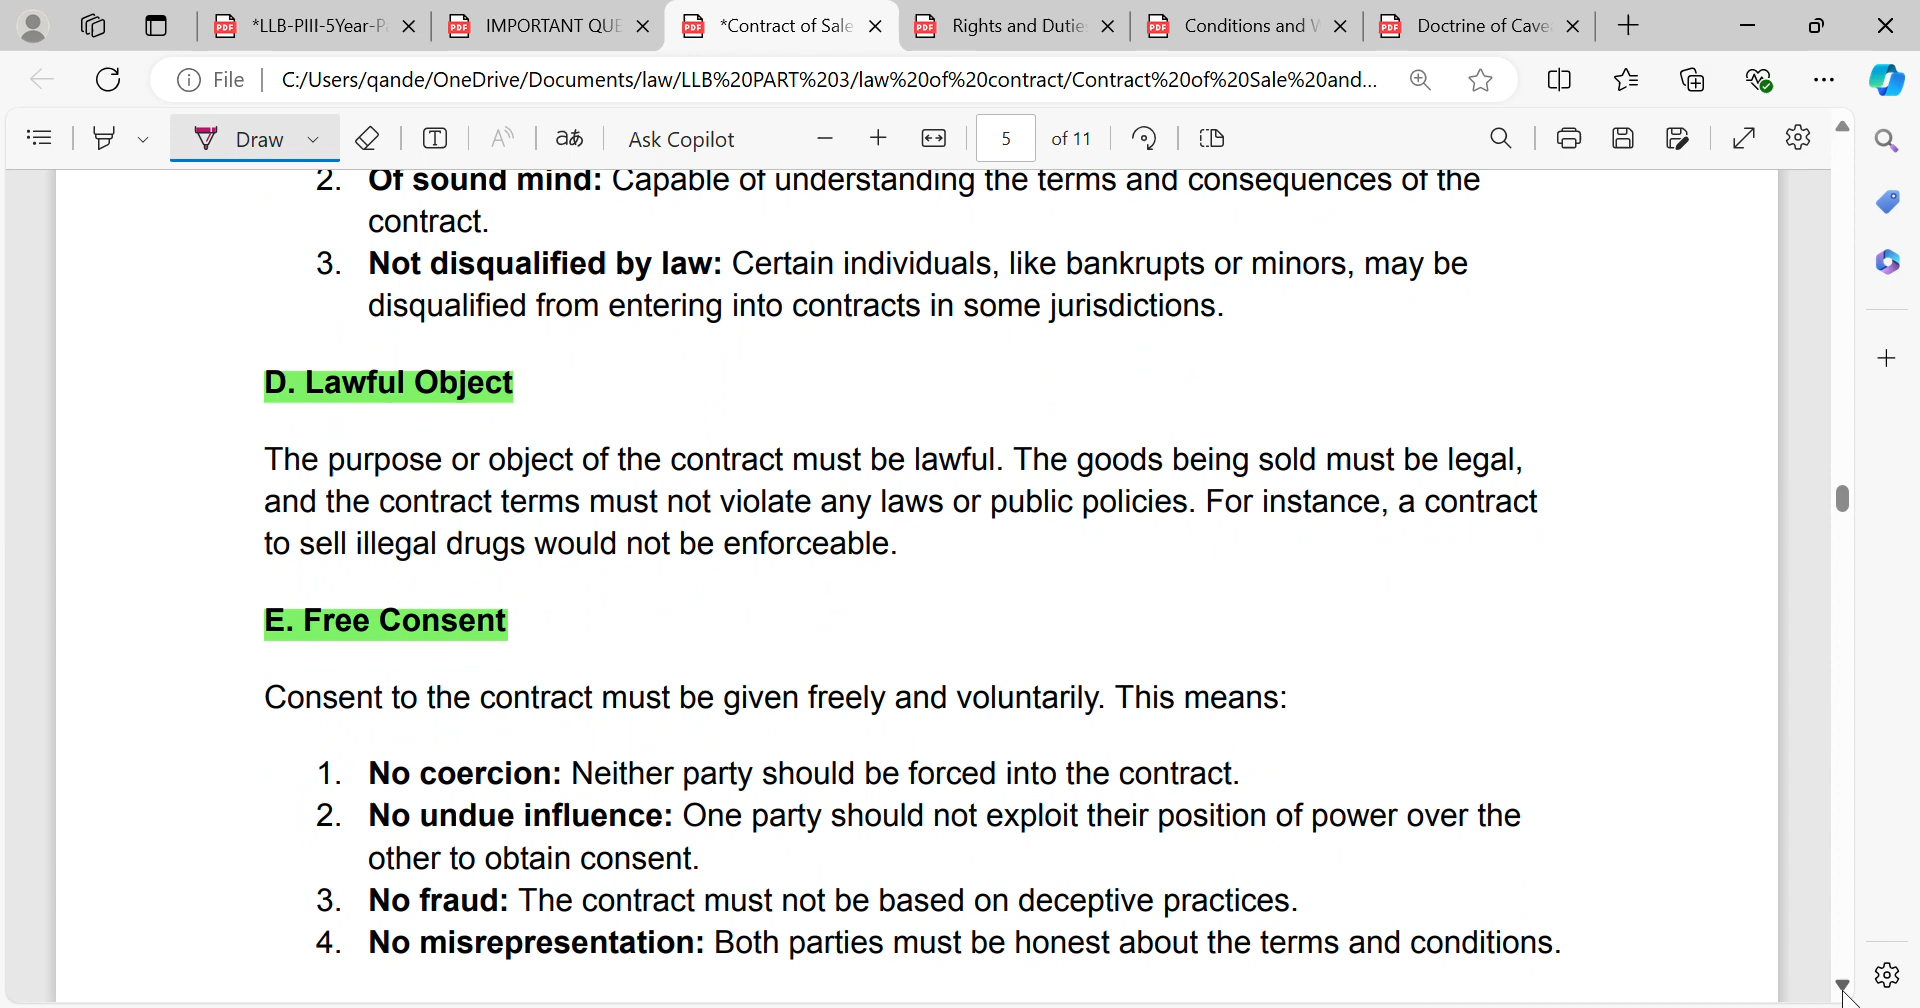 *LLB-PIII-5Year-P
IMPORTANT QUE
*Contract of Sale
Rights and Dutie
Conditions and W
Doctrine of Cave
File
C:/Users/qande/OneDrive/Documents/law/LLB%20PART%203/law%20of%20contract/Contract%20of%20Sale%20and...
Draw
Ask Copilot
5
of 11
2. Of sound mind: Capable of understanding the terms and consequences of the
contract.
3. Not disqualified by law: Certain individuals, like bankrupts or minors, may be
disqualified from entering into contracts in some jurisdictions.
D. Lawful Object
The purpose or object of the contract must be lawful. The goods being sold must be legal,
and the contract terms must not violate any laws or public policies. For instance, a contract
to sell illegal drugs would not be enforceable.
E. Free Consent
Consent to the contract must be given freely and voluntarily. This means:
1. No coercion: Neither party should be forced into the contract.
2. No undue influence: One party should not exploit their position of power over the
other to obtain consent.
3. No fraud: The contract must not be based on deceptive practices.
4. No misrepresentation: Both parties must be honest about the terms and conditions.